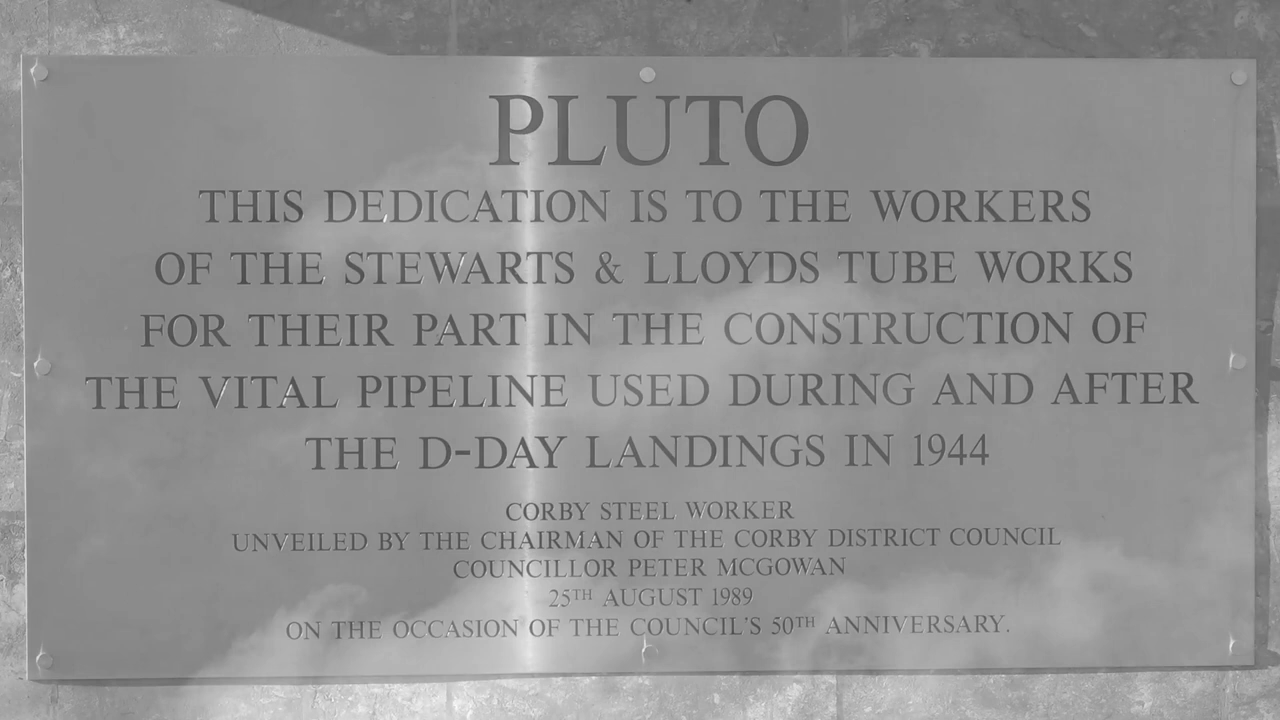 PLUTO
THIS DEDICATION IS TO THE WORKERS
OF THE STEWARTS & LLOYDS TUBE WORKS
FOR THEIR PART IN THE CONSTRUCTION OF
THE VITAL PIPELINE USED DURING AND AFTER
THE D-DAY LANDINGS IN 1944
CORBY STEEL WORKER
UNVEILED BY THE CHAIRMAN OF THE CORBY DISTRICT COUNCIL
COUNCILLOR PETER MCGOWAN
25TH AUGUST 1989
ON THE OCCASION OF THE COUNCIL'S 50TH ANNIVERSARY.